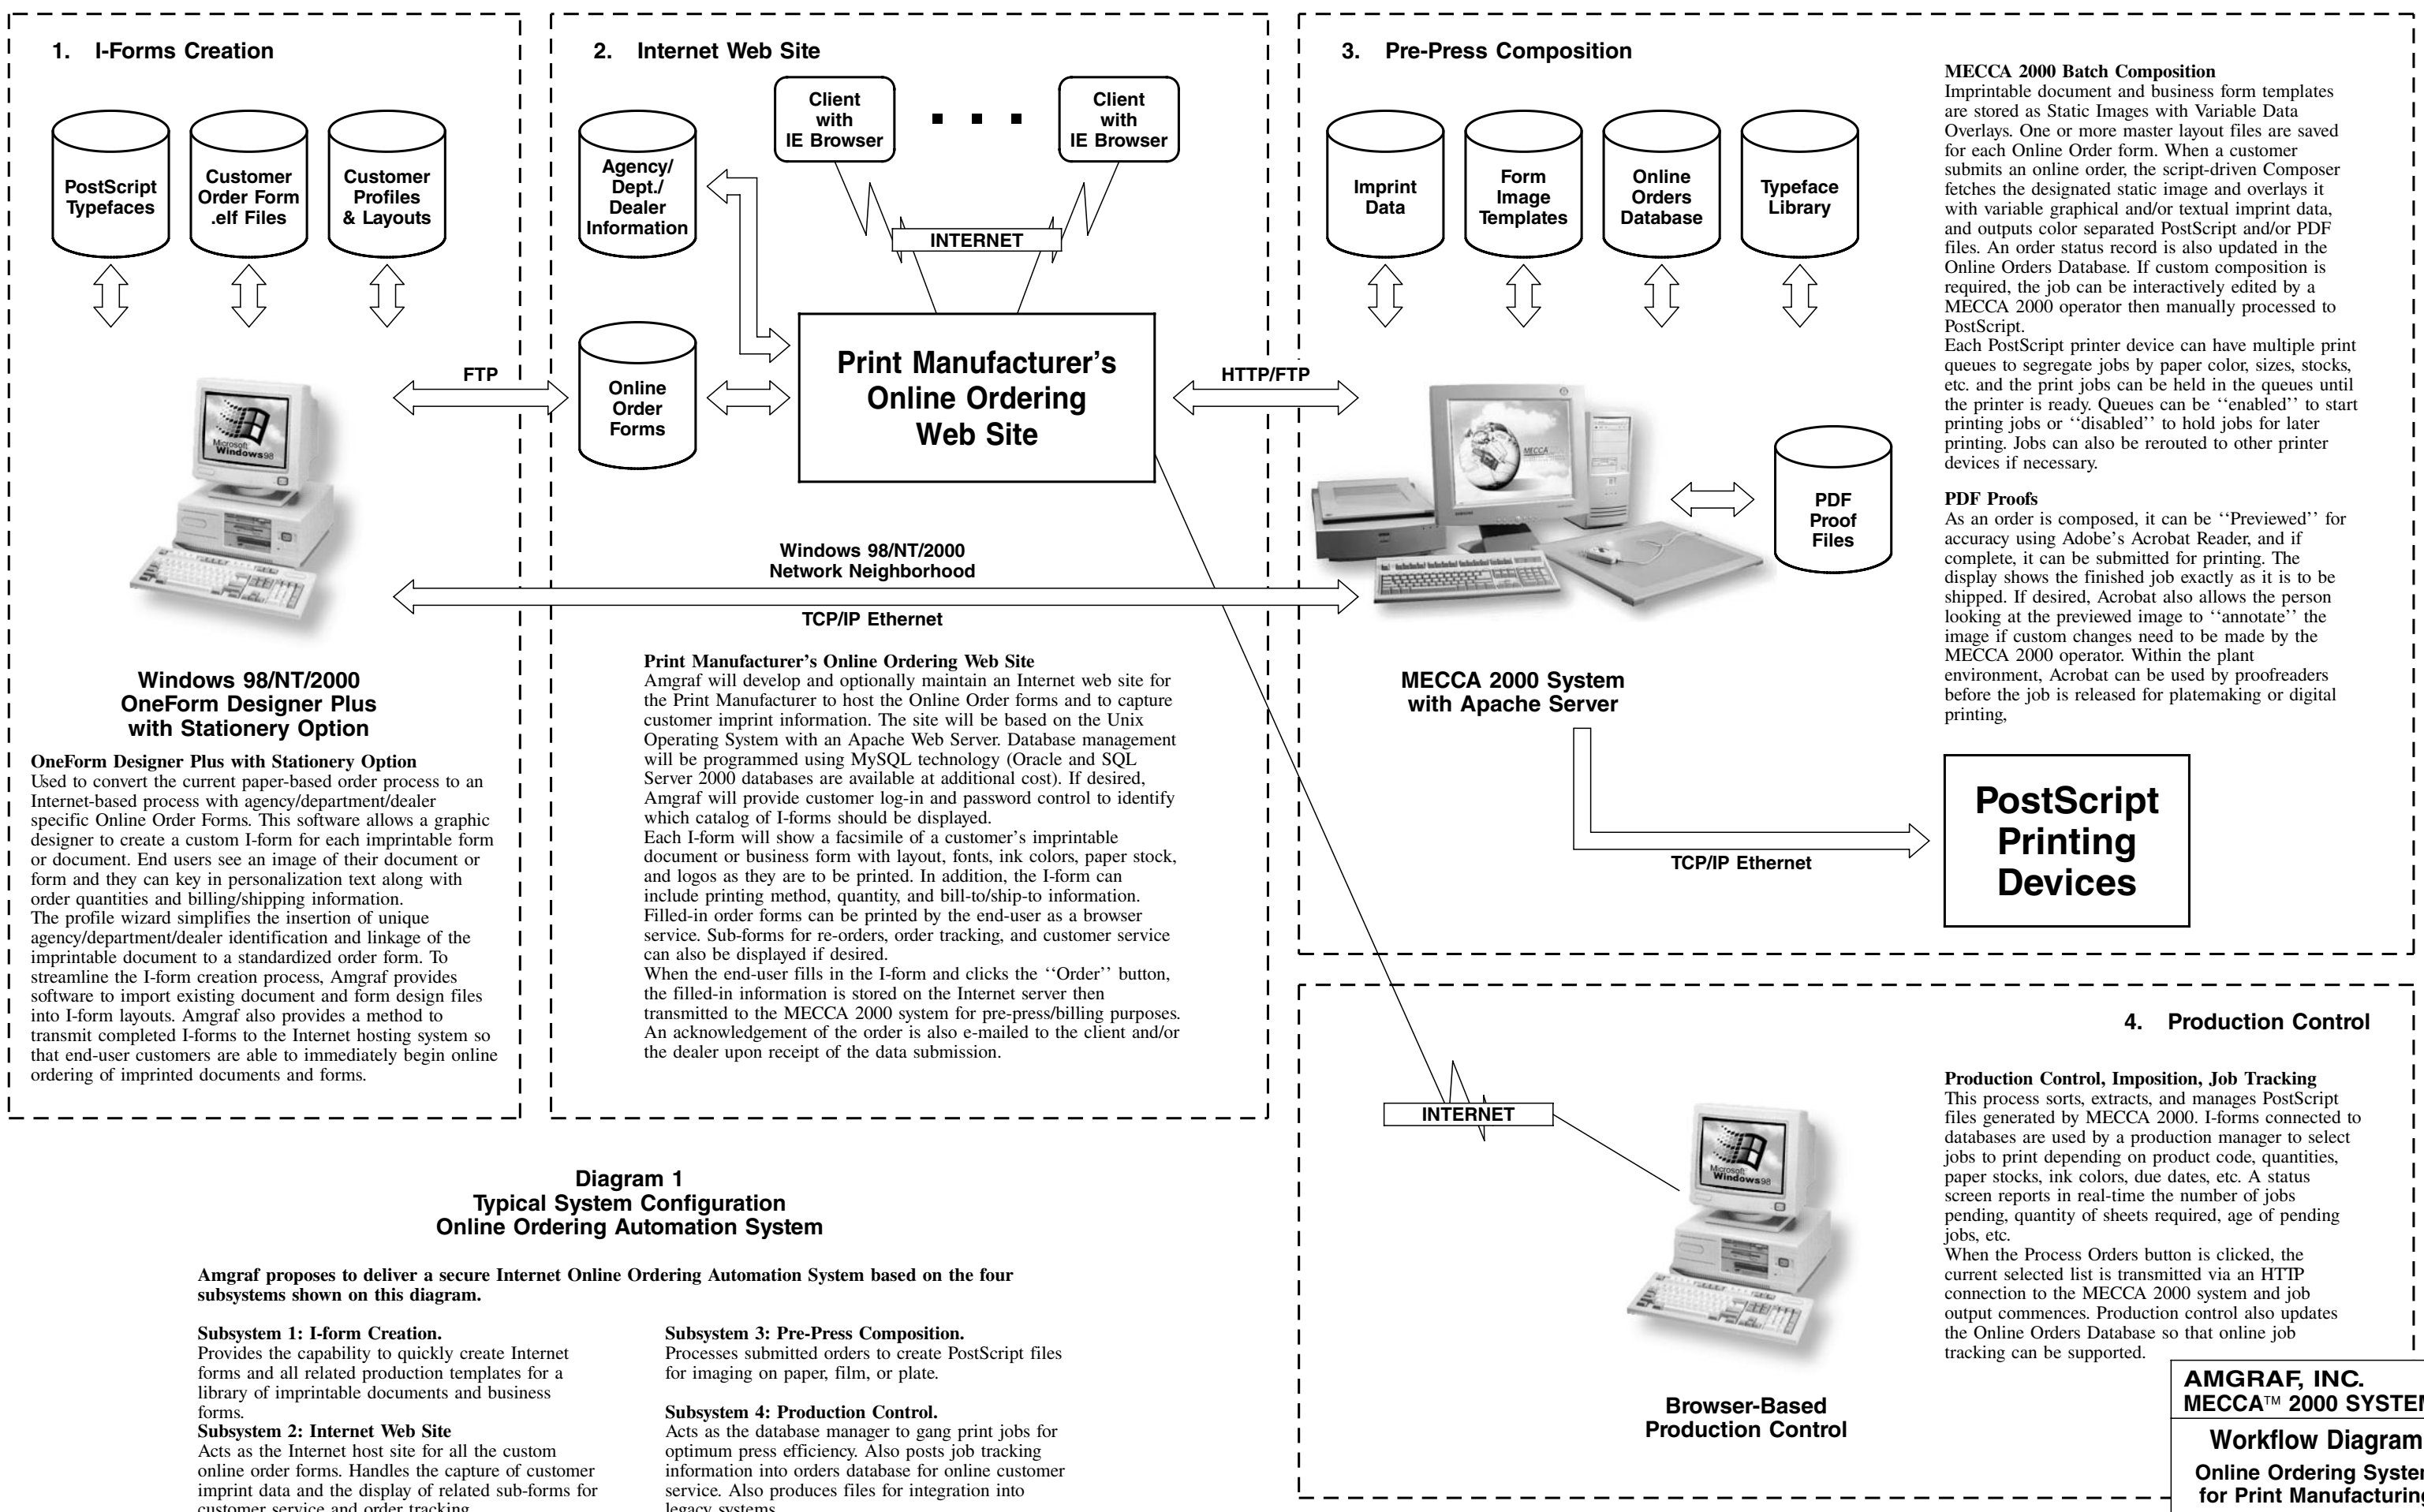 1. I-Forms Creation
PostScript
Typefaces
Customer
Order Form
.elf Files
Customer
Profiles
& Layouts
Microsoft
Windows98
Windows 98/NT/2000
OneForm Designer Plus
with Stationery Option
OneForm Designer Plus with Stationery Option
Used to convert the current paper-based order process to an
Internet-based process with agency/department/dealer
specific Online Order Forms. This software allows a graphic
designer to create a custom I-form for each imprintable form
or document. End users see an image of their document or
form and they can key in personalization text along with
order quantities and billing/shipping information.
The profile wizard simplifies the insertion of unique
agency/department/dealer identification and linkage of the
imprintable document to a standardized order form. To
streamline the I-form creation process, Amgraf provides
software to import existing document and form design files
into I-form layouts. Amgraf also provides a method to
transmit completed I-forms to the Internet hosting system so
that end-user customers are able to immediately begin online
ordering of imprinted documents and forms.
FTP
2. Internet Web Site
Agency/
Dept./
Dealer
Information
Client
with
IE Browser
Client
with
IE Browser
INTERNET
Online
Order
Forms
Print Manufacturer's
Online Ordering
Web Site
HTTP/FTP
Windows 98/NT/2000
Network Neighborhood
TCP/IP Ethernet
Print Manufacturer's Online Ordering Web Site
Amgraf will develop and optionally maintain an Internet web site for
the Print Manufacturer to host the Online Order forms and to capture
customer imprint information. The site will be based on the Unix
Operating System with an Apache Web Server. Database management
will be programmed using MySQL technology (Oracle and SQL
Server 2000 databases are available at additional cost). If desired,
Amgraf will provide customer log-in and password control to identify
which catalog of I-forms should be displayed.
Each I-form will show a facsimile of a customer's imprintable
document or business form with layout, fonts, ink colors, paper stock,
and logos as they are to be printed. In addition, the I-form can
include printing method, quantity, and bill-to/ship-to information.
Filled-in order forms can be printed by the end-user as a browser
service. Sub-forms for re-orders, order tracking, and customer service
can also be displayed if desired.
When the end-user fills in the I-form and clicks the ‘‘Order’’ button,
the filled-in information is stored on the Internet server then
transmitted to the MECCA 2000 system for pre-press/billing purposes.
An acknowledgement of the order is also e-mailed to the client and/or
the dealer upon receipt of the data submission.
3. Pre-Press Composition
Imprint
Data
Form
Image
Templates
Online
Orders
Database
Typeface
Library
MECCA
PDF
Proof
Files
MECCA 2000 System
with Apache Server
TCP/IP Ethernet
PostScript
Printing
Devices
MECCA 2000 Batch Composition
Imprintable document and business form templates
are stored as Static Images with Variable Data
Overlays. One or more master layout files are saved
for each Online Order form. When a customer
submits an online order, the script-driven Composer
fetches the designated static image and overlays it
with variable graphical and/or textual imprint data,
and outputs color separated PostScript and/or PDF
files. An order status record is also updated in the
Online Orders Database. If custom composition is
required, the job can be interactively edited by a
MECCA 2000 operator then manually processed to
PostScript.
Each PostScript printer device can have multiple print
queues to segregate jobs by paper color, sizes, stocks,
etc. and the print jobs can be held in the queues until
the printer is ready. Queues can be ‘‘enabled’’ to start
printing jobs or ‘‘disabled’’ to hold jobs for later
printing. Jobs can also be rerouted to other printer
devices if necessary.
PDF Proofs
As an order is composed, it can be ‘‘Previewed’’ for
accuracy using Adobe's Acrobat Reader, and if
complete, it can be submitted for printing. The
display shows the finished job exactly as it is to be
shipped. If desired, Acrobat also allows the person
looking at the previewed image to ‘‘annotate’’ the
image if custom changes need to be made by the
MECCA 2000 operator. Within the plant
environment, Acrobat can be used by proofreaders
before the job is released for platemaking or digital
printing,
4. Production Control
INTERNET
Microsoft
Windows98
Browser-Based
Production Control
Production Control, Imposition, Job Tracking
This process sorts, extracts, and manages PostScript
files generated by MECCA 2000. I-forms connected to
databases are used by a production manager to select
jobs to print depending on product code, quantities,
paper stocks, ink colors, due dates, etc. A status
screen reports in real-time the number of jobs
pending, quantity of sheets required, age of pending
jobs, etc.
When the Process Orders button is clicked, the
current selected list is transmitted via an HTTP
connection to the MECCA 2000 system and job
output commences. Production control also updates
the Online Orders Database so that online job
tracking can be supported.
Diagram 1
Typical System Configuration
Online Ordering Automation System
Amgraf proposes to deliver a secure Internet Online Ordering Automation System based on the four
subsystems shown on this diagram.
Subsystem 1: I-form Creation.
Provides the capability to quickly create Internet
forms and all related production templates for a
library of imprintable documents and business
forms.
Subsystem 2: Internet Web Site
Acts as the Internet host site for all the custom
online order forms. Handles the capture of customer
imprint data and the display of related sub-forms for
customer service and order tracking.
Subsystem 3: Pre-Press Composition.
Processes submitted orders to create PostScript files
for imaging on paper, film, or plate.
Subsystem 4: Production Control.
Acts as the database manager to gang print jobs for
optimum press efficiency. Also posts job tracking
information into orders database for online customer
service. Also produces files for integration into
legacy systems.
AMGRAF, INC.
MECCA™ 2000 SYSTEM
Workflow Diagram
Online Ordering System
for Print Manufacturing